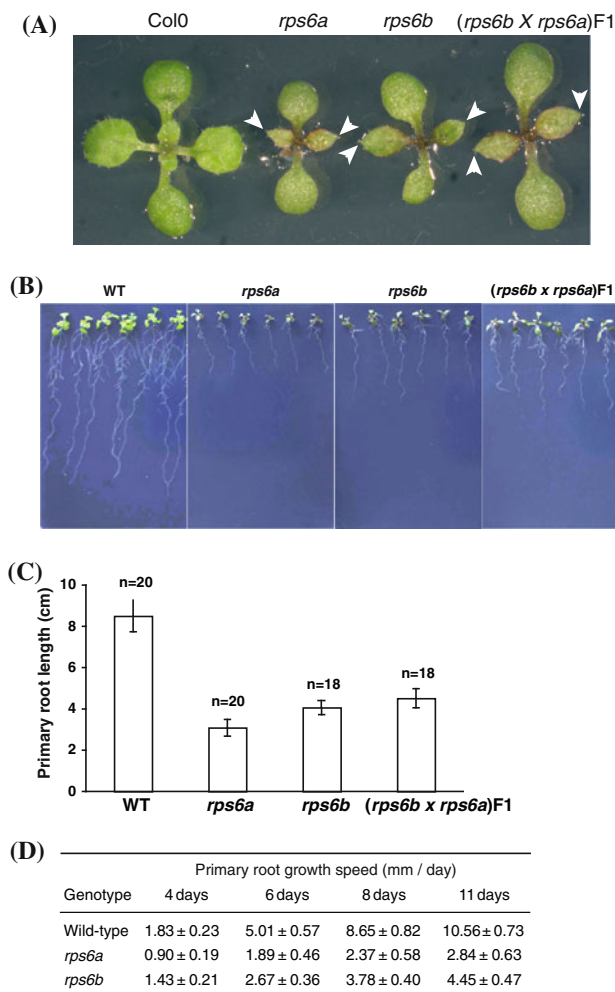 (A)
Col0 rps6a rps6b (rps6b X rps6a)F1
(B)
WT rps6a rps6b (rps6b x rps6a)F1
(C)
Primary root length (cm)
10
8
6
4
2
0
n=20
n=20
n=18
n=18
WT rps6a rps6b (rps6b x rps6a)F1
(D)
Primary root growth speed (mm / day)
Genotype 4 days 6 days 8 days 11 days
Wild-type 1.83 ± 0.23 5.01 ± 0.57 8.65 ± 0.82 10.56 ± 0.73
rps6a 0.90 ± 0.19 1.89 ± 0.46 2.37 ± 0.58 2.84 ± 0.63
rps6b 1.43 ± 0.21 2.67 ± 0.36 3.78 ± 0.40 4.45 ± 0.47